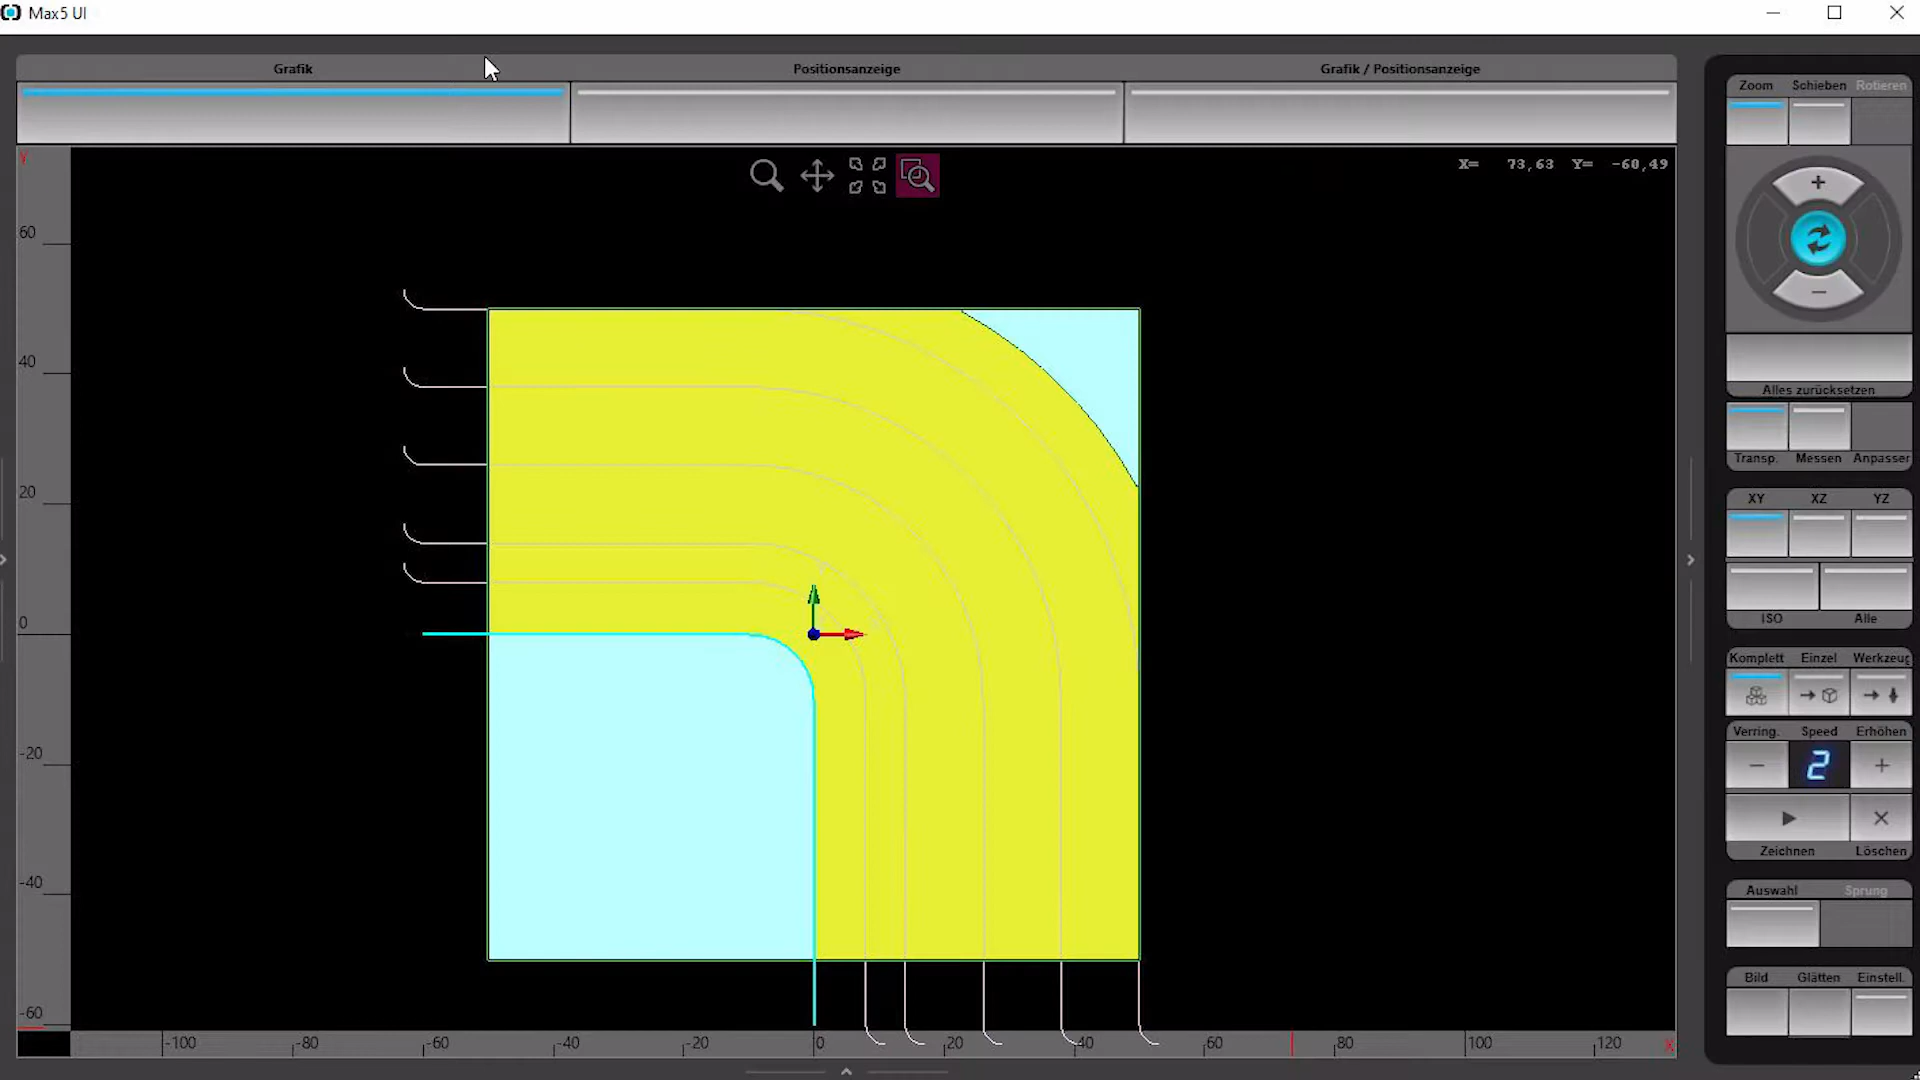 Max5 UI
Grafik
Positionsanzeige
Grafik / Positionsanzeige
Zoom Schieben Rotieren
Y
X= 73,63 Y= -60,49
+
60
−
40
Alles zurücksetzen
Transp. Messen Anpasser
20
XY XZ YZ
0
ISO Alle
Komplett Einzel Werkzeug
Verring. Speed Erhöhen
-20
− 2 +
Zeichnen Löschen
-40
Auswahl Sprung
Bild Glätten Einstell.
-60
-100 -80 -60 -40 -20 0 20 40 60 80 100 120 X